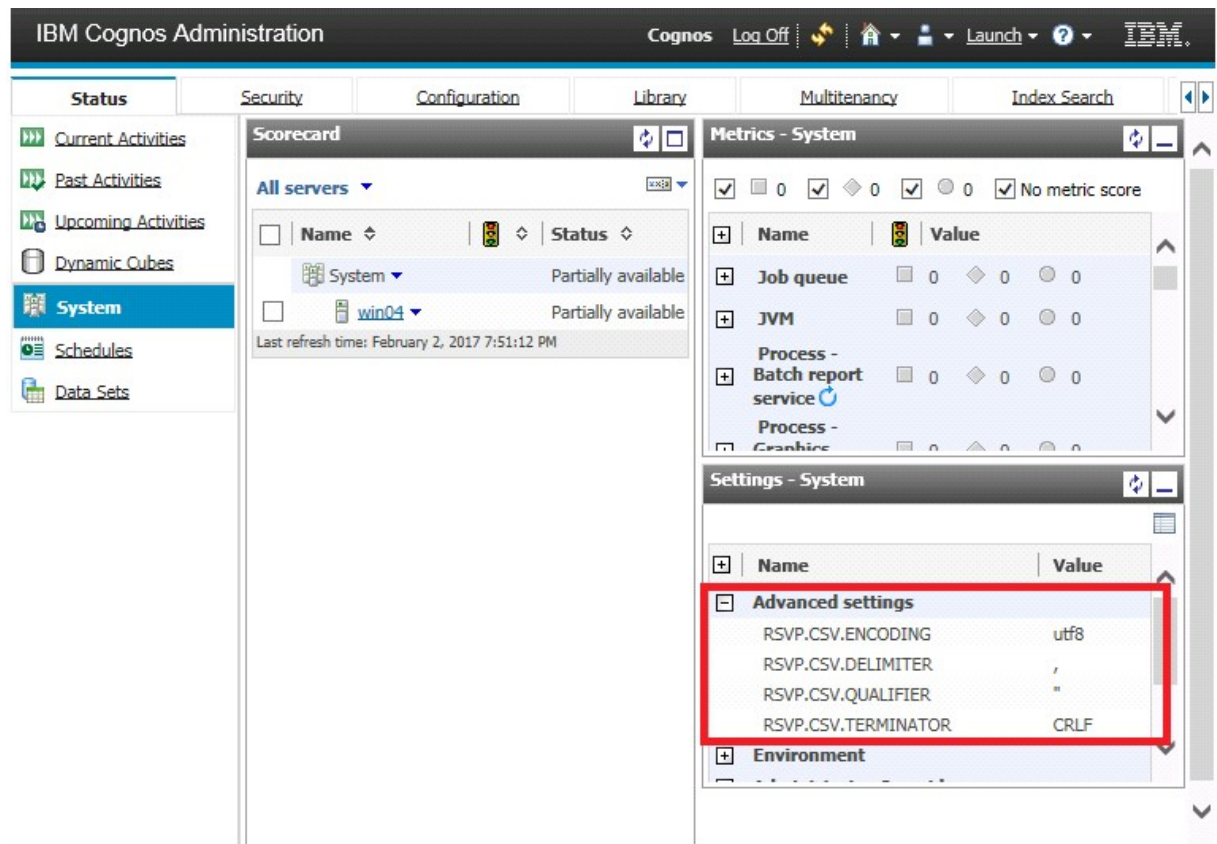 IBM Cognos Administration
Cognos Log Off Launch IBM.
Status Security Configuration Library Multitenancy Index Search
Current Activities
Past Activities
Upcoming Activities
Dynamic Cubes
System
Schedules
Data Sets
Scorecard
All servers
Name Status
System Partially available
win04 Partially available
Last refresh time: February 2, 2017 7:51:12 PM
Metrics - System
0 0 0 No metric score
Name Value
Job queue 0 0 0
JVM 0 0 0
Process -
Batch report 0 0 0
service
Process -
Graphics 0 0 0
Settings - System
Name Value
Advanced settings
RSVP.CSV.ENCODING utf8
RSVP.CSV.DELIMITER ,
RSVP.CSV.QUALIFIER "
RSVP.CSV.TERMINATOR CRLF
Environment